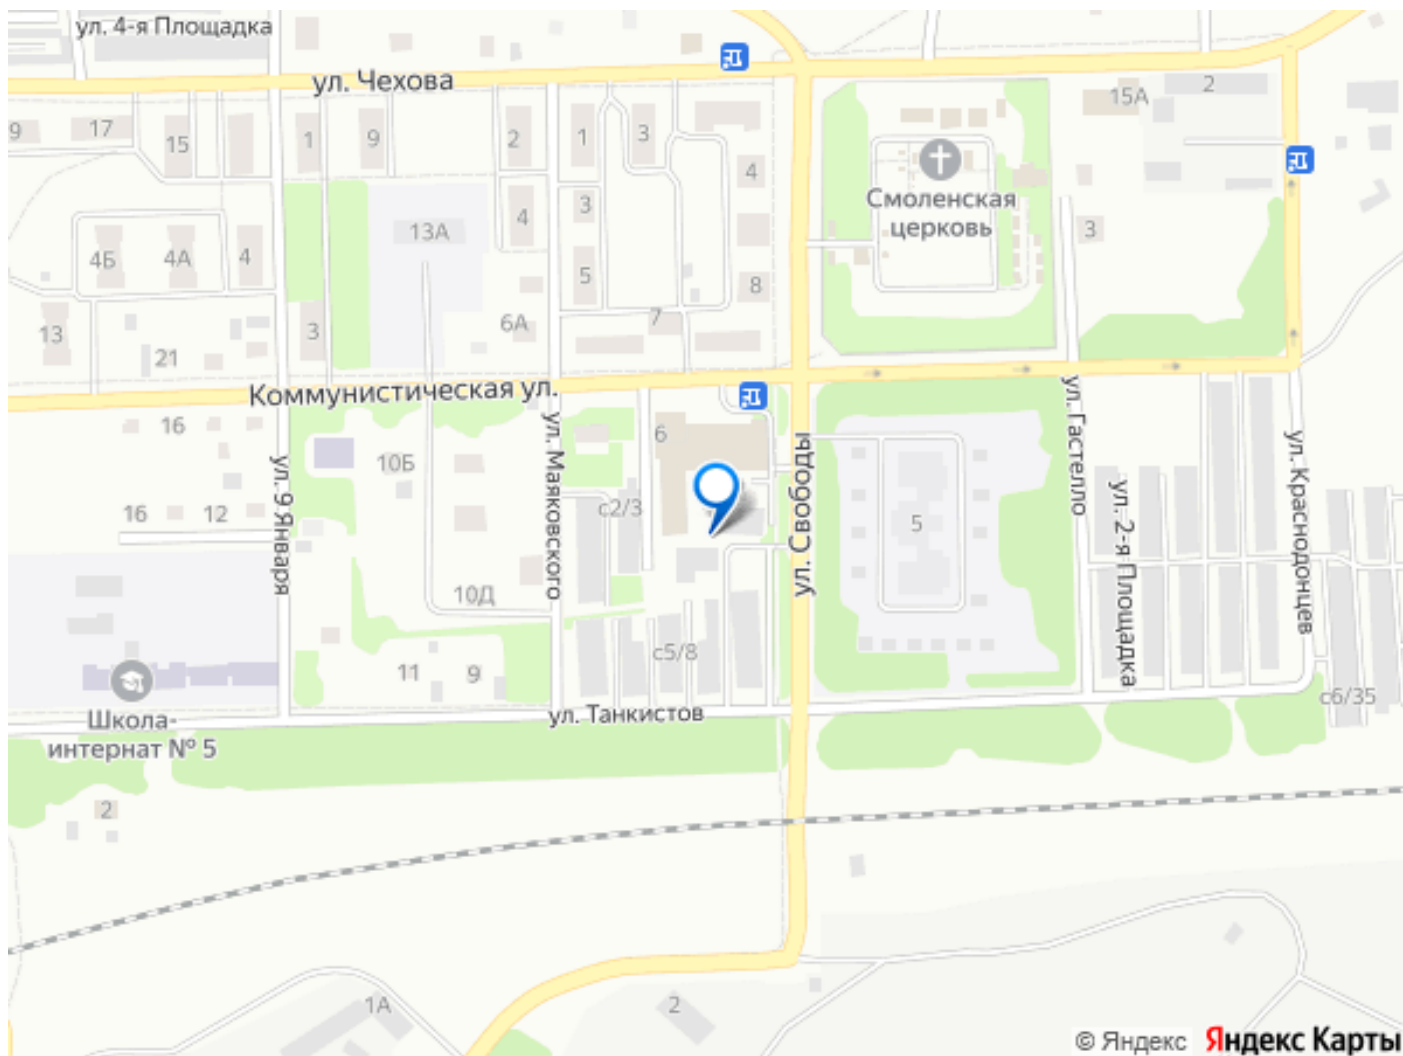 ул. 4-я Площадка
ул. Чехова
15А
2
9
17
15
1
9
2
1
3
4
Смоленская
церковь
3
4
3
13А
4Б
4А
4
5
8
6А
7
3
13
21
Коммунистическая ул.
16
6
10Б
ул. Маяковского
ул. 9 Января
ул. Свободы
ул. Гастелло
ул. 2-я Площадка
ул. Краснодонцев
16
12
с2/3
5
10Д
с5/8
11
9
Школа-
интернат № 5
ул. Танкистов
с6/35
2
1А
2
© Яндекс Яндекс Карты